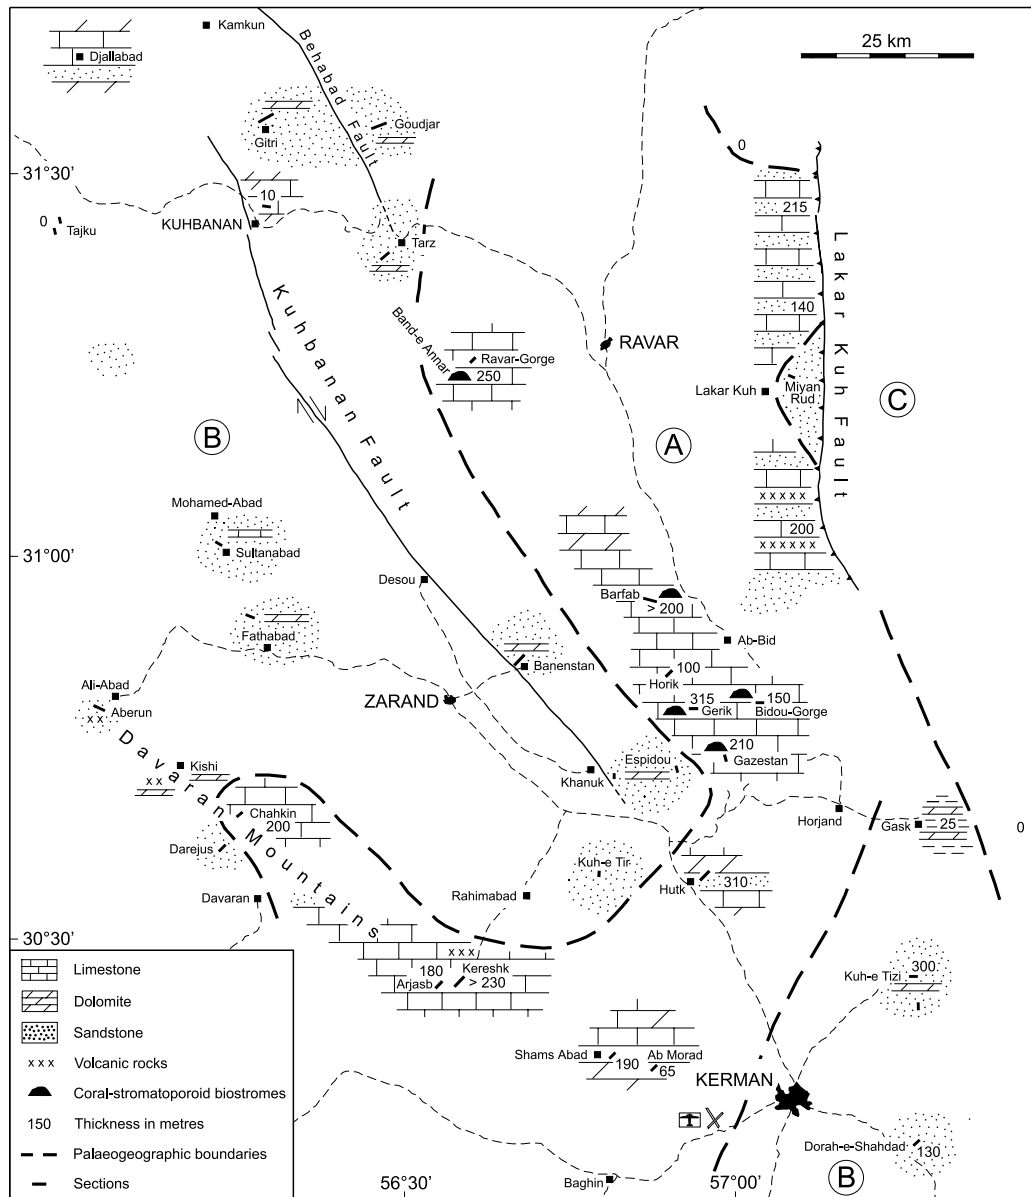 Kamkun
Djallabad
Behabad Fault
25 km
Goudjar
Gitri
0
31°30’
10
215
KUHBANAN
0
Tajku
Tarz
Lakar Kuh Fault
Kuhbanan Fault
140
Band-e Annar
RAVAR
Ravar-Gorge
250
Lakar Kuh
Miyan
Rud
C
B
A
Mohamed-Abad
200
Sultanabad
31°00’
Desou
Barfab
> 200
Fathabad
Ab-Bid
Banenstan
100
Ali-Abad
Horik
ZARAND
315
150
Aberun
x x
Gerik
Bidou-Gorge
Davaran Mountains
210
Kishi
Espidou
Gazestan
x x
Khanuk
Chahkin
200
Horjand
Gask
25
0
Darejus
Kuh-e Tir
Davaran
Rahimabad
Hutk
310
30°30’
x x x
180
Kereshk
Arjasb
> 230
Kuh-e Tizi
300
Limestone
Dolomite
Sandstone
x x x
Volcanic rocks
Coral-stromatoporoid biostromes
150
Thickness in metres
Palaeogeographic boundaries
Sections
Shams Abad
190
Ab Morad
65
KERMAN
Dorah-e-Shahdad
130
56°30’
Baghin
57°00’
B
x x x x x
x x x x x x